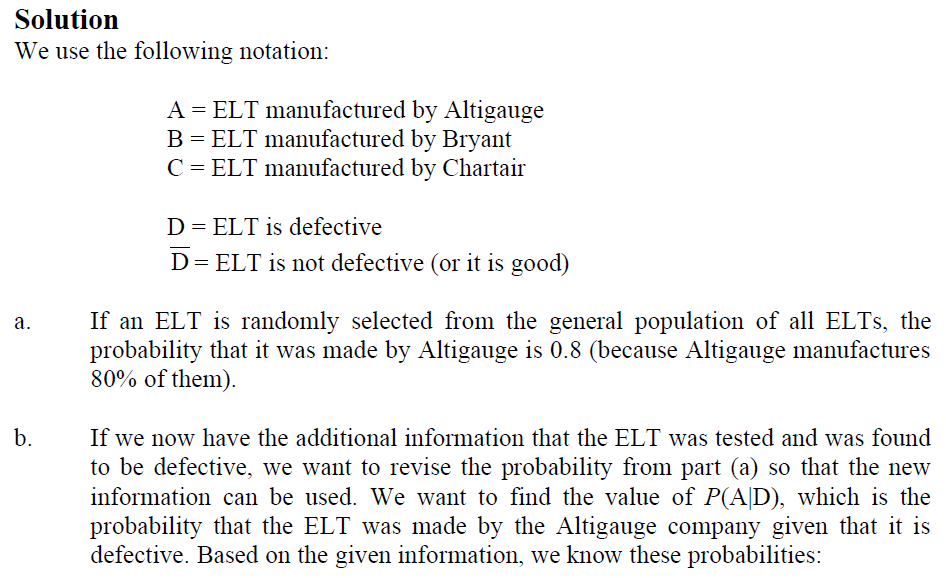 Solution
We use the following notation:
A = ELT manufactured by Altigauge
B = ELT manufactured by Bryant
C = ELT manufactured by Chartair
D = ELT is defective
D̅ = ELT is not defective (or it is good)
a. If an ELT is randomly selected from the general population of all ELTs, the
probability that it was made by Altigauge is 0.8 (because Altigauge manufactures
80% of them).
b. If we now have the additional information that the ELT was tested and was found
to be defective, we want to revise the probability from part (a) so that the new
information can be used. We want to find the value of P(A|D), which is the
probability that the ELT was made by the Altigauge company given that it is
defective. Based on the given information, we know these probabilities: